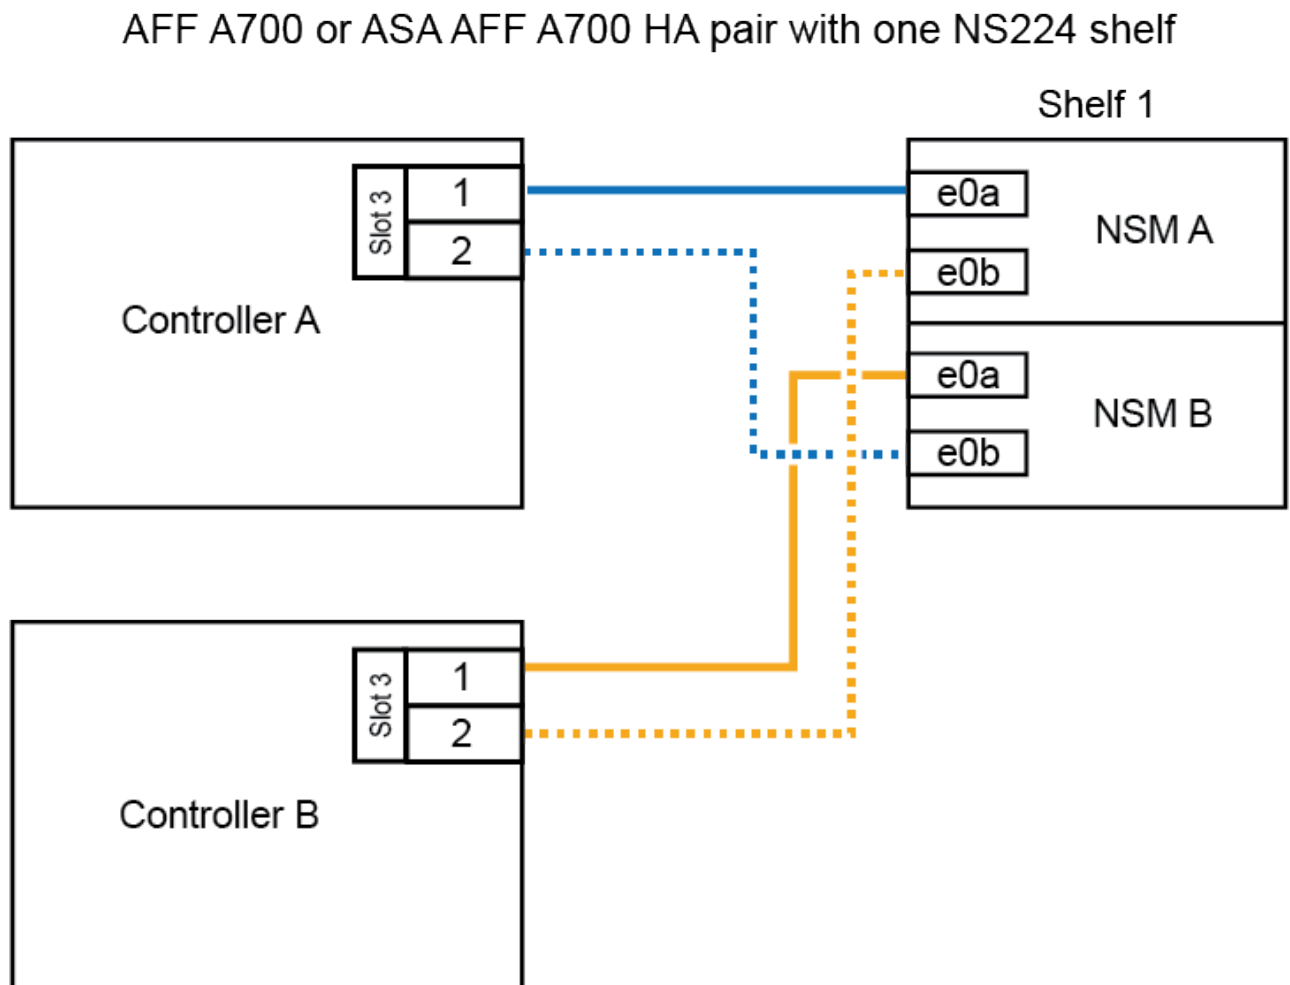 AFF A700 or ASA AFF A700 HA pair with one NS224 shelf
Shelf 1
Slot 3
1
2
Controller A
e0a
e0b
NSM A
e0a
e0b
NSM B
Slot 3
1
2
Controller B